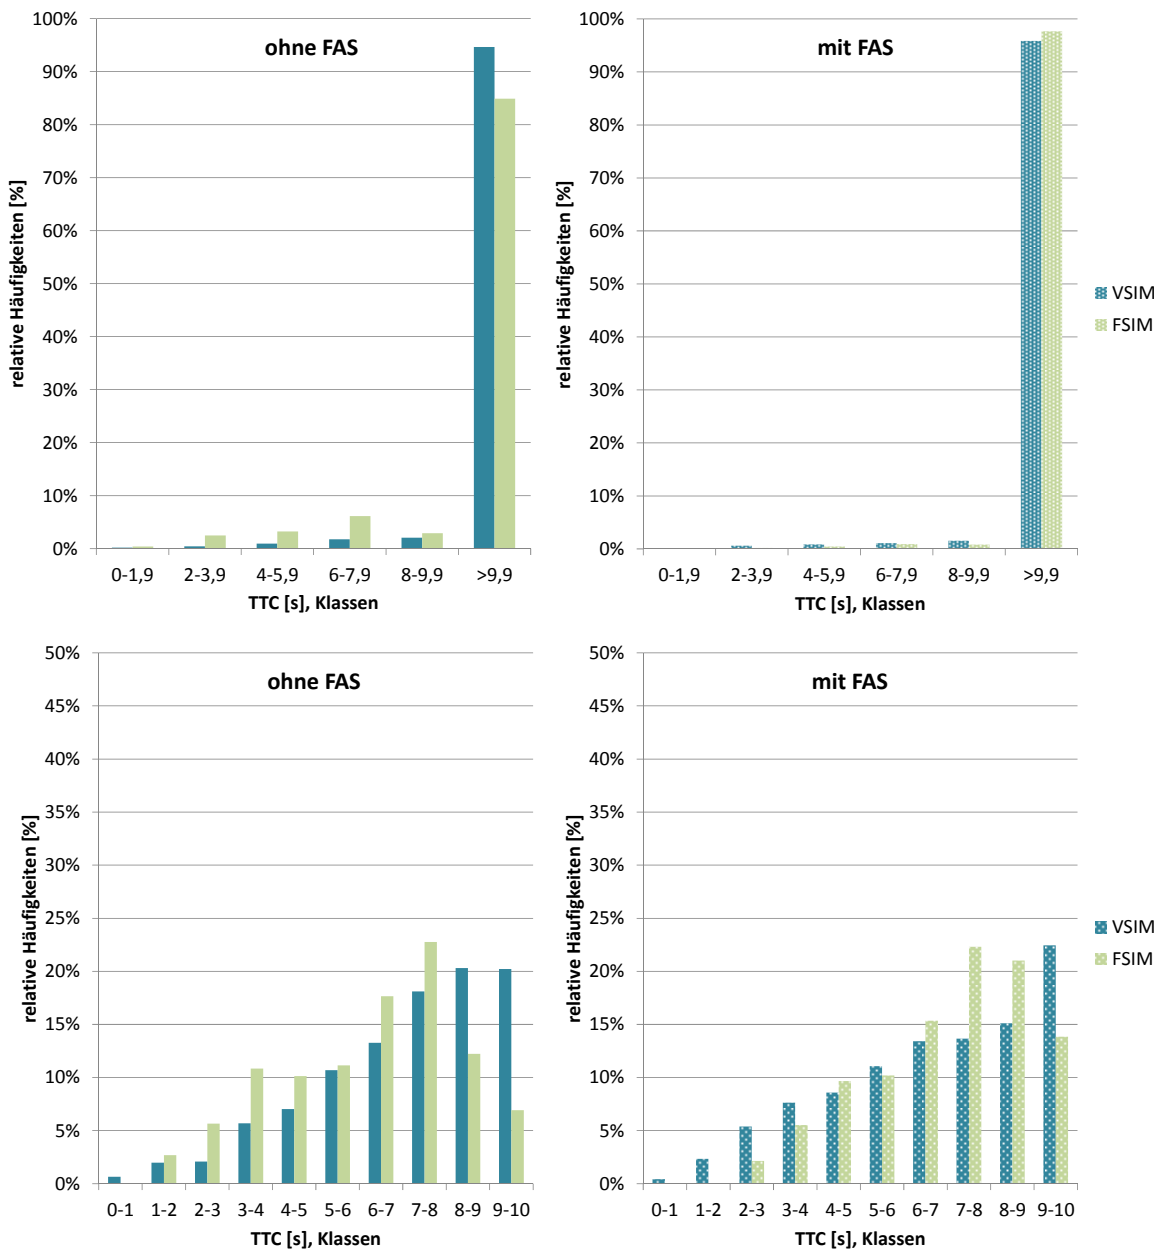 ohne FAS
relative Häufigkeiten [%]
100%
90%
80%
70%
60%
50%
40%
30%
20%
10%
0%
0-1,9 2-3,9 4-5,9 6-7,9 8-9,9 >9,9
TTC [s], Klassen
mit FAS
relative Häufigkeiten [%]
100%
90%
80%
70%
60%
50%
40%
30%
20%
10%
0%
0-1,9 2-3,9 4-5,9 6-7,9 8-9,9 >9,9
TTC [s], Klassen
VSIM
FSIM
ohne FAS
relative Häufigkeiten [%]
50%
45%
40%
35%
30%
25%
20%
15%
10%
5%
0%
0-1 1-2 2-3 3-4 4-5 5-6 6-7 7-8 8-9 9-10
TTC [s], Klassen
mit FAS
relative Häufigkeiten [%]
50%
45%
40%
35%
30%
25%
20%
15%
10%
5%
0%
0-1 1-2 2-3 3-4 4-5 5-6 6-7 7-8 8-9 9-10
TTC [s], Klassen
VSIM
FSIM